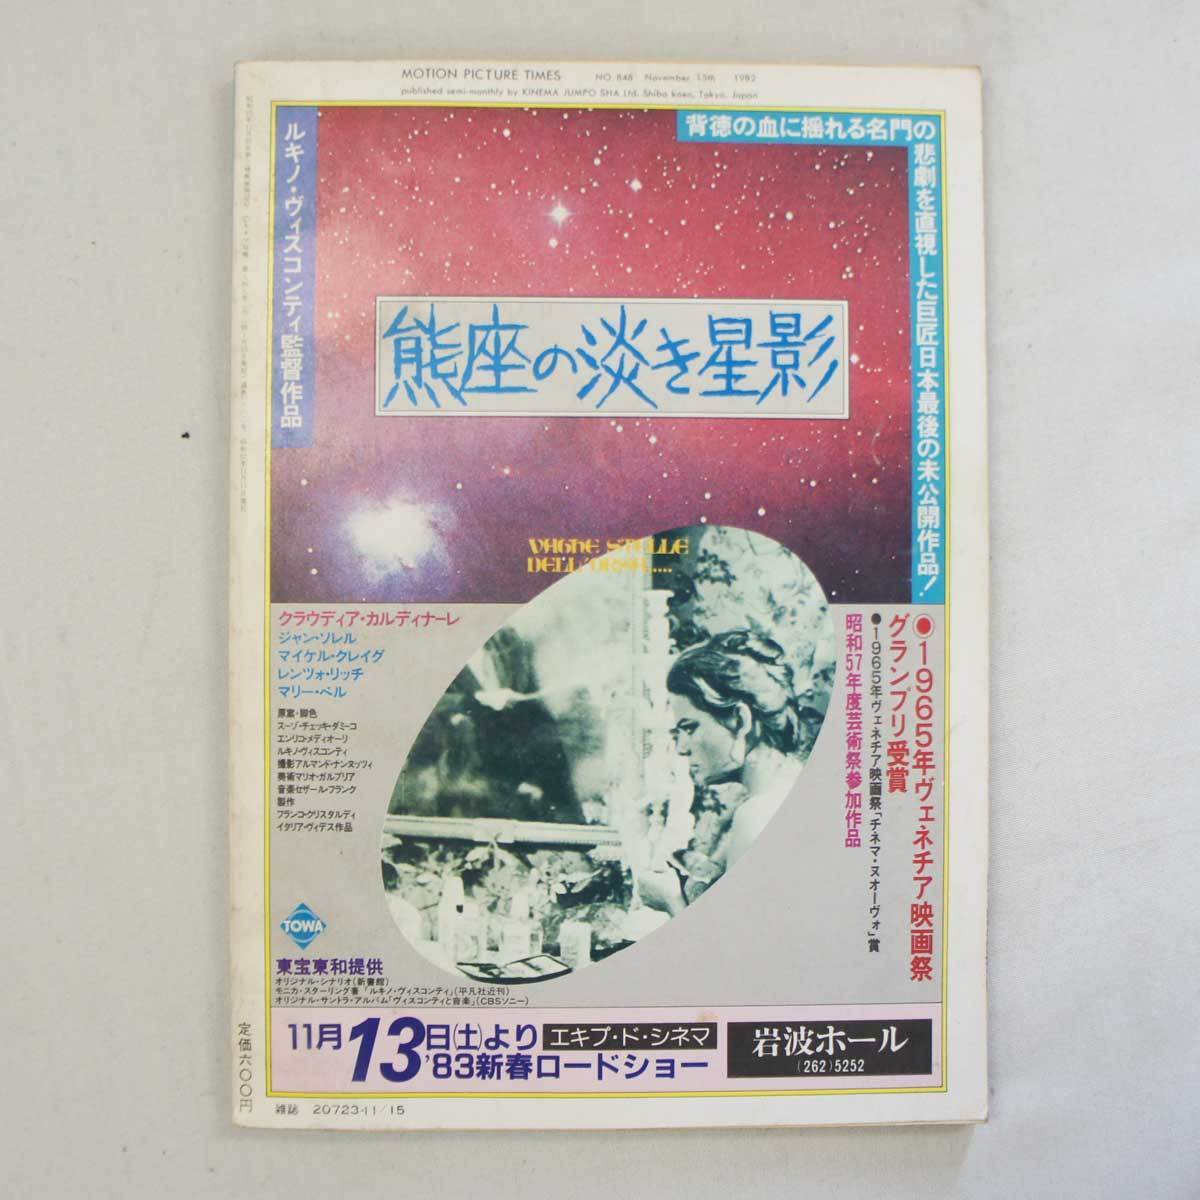 MOTION PICTURE TIMES NO. 848 November 15th 1982
published semi-monthly by KINEMA JUMPO SHA Ltd. Shiba koen, Tokyo, Japan
背徳の血に揺れる名門の
悲劇を直視した巨匠日本最後の未公開作品!
ルキノ・ヴィスコンティ監督作品
熊座の淡き星影
VAGHE STELLE
DELL'ORSA....
クラウディア・カルディナーレ
ジャン・ソレル
マイケル・クレイグ
レンツォ・リッチ
マリー・ベル
原案・脚色
スーゾ・チェッキ・ダミーコ
エンリコ・メディオーリ
ルキノ・ヴィスコンティ
撮影アルマンド・ナンヌッツィ
美術マリオ・ガルブリア
音楽セザール・フランク
製作
フランコ・クリスタルディ
イタリア・ヴィデス作品
●1965年ヴェネチア映画祭
グランプリ受賞
●1965年ヴェネチア映画祭「チネマ・ヌオーヴォ」賞
昭和57年度芸術祭参加作品
TOWA
東宝東和提供
オリジナル・シナリオ(新書館)
モニカ・スターリング著「ルキノ・ヴィスコンティ」(平凡社近刊)
オリジナル・サントラ・アルバム「ヴィスコンティと音楽」(CBSソニー)
11月13日(土)より
'83新春ロードショー
エキプ・ド・シネマ
岩波ホール
(262)5252
定価六〇〇円
雑誌 20723-11/15